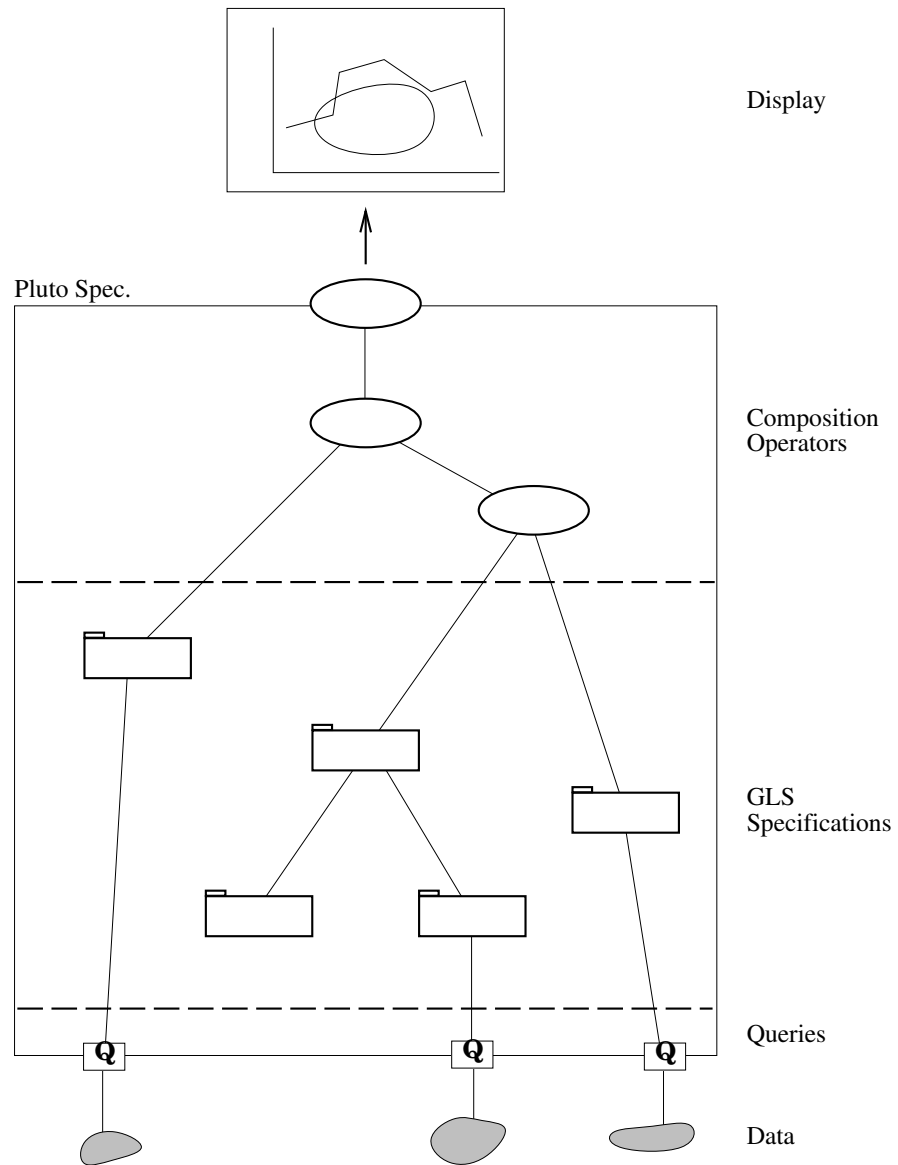 Display
Pluto Spec.
Composition
Operators
GLS
Specifications
Queries
Q
Q
Q
Data